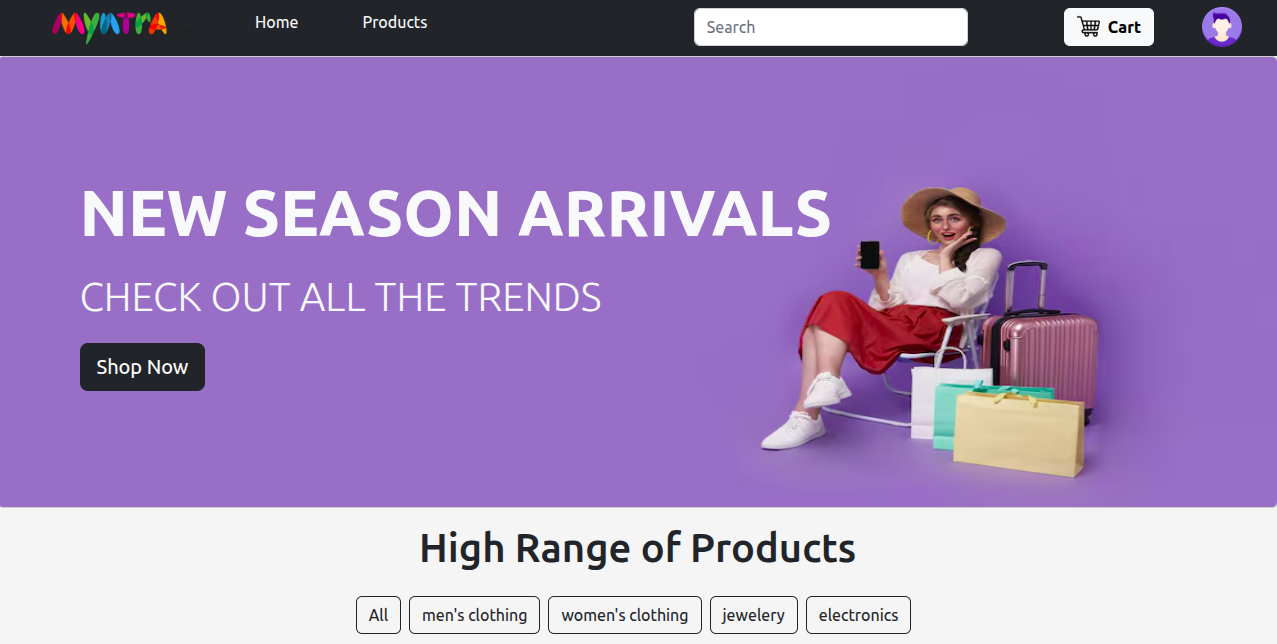 Myntra
Home
Products
Search
Cart
NEW SEASON ARRIVALS
CHECK OUT ALL THE TRENDS
Shop Now
High Range of Products
All
men's clothing
women's clothing
jewelery
electronics